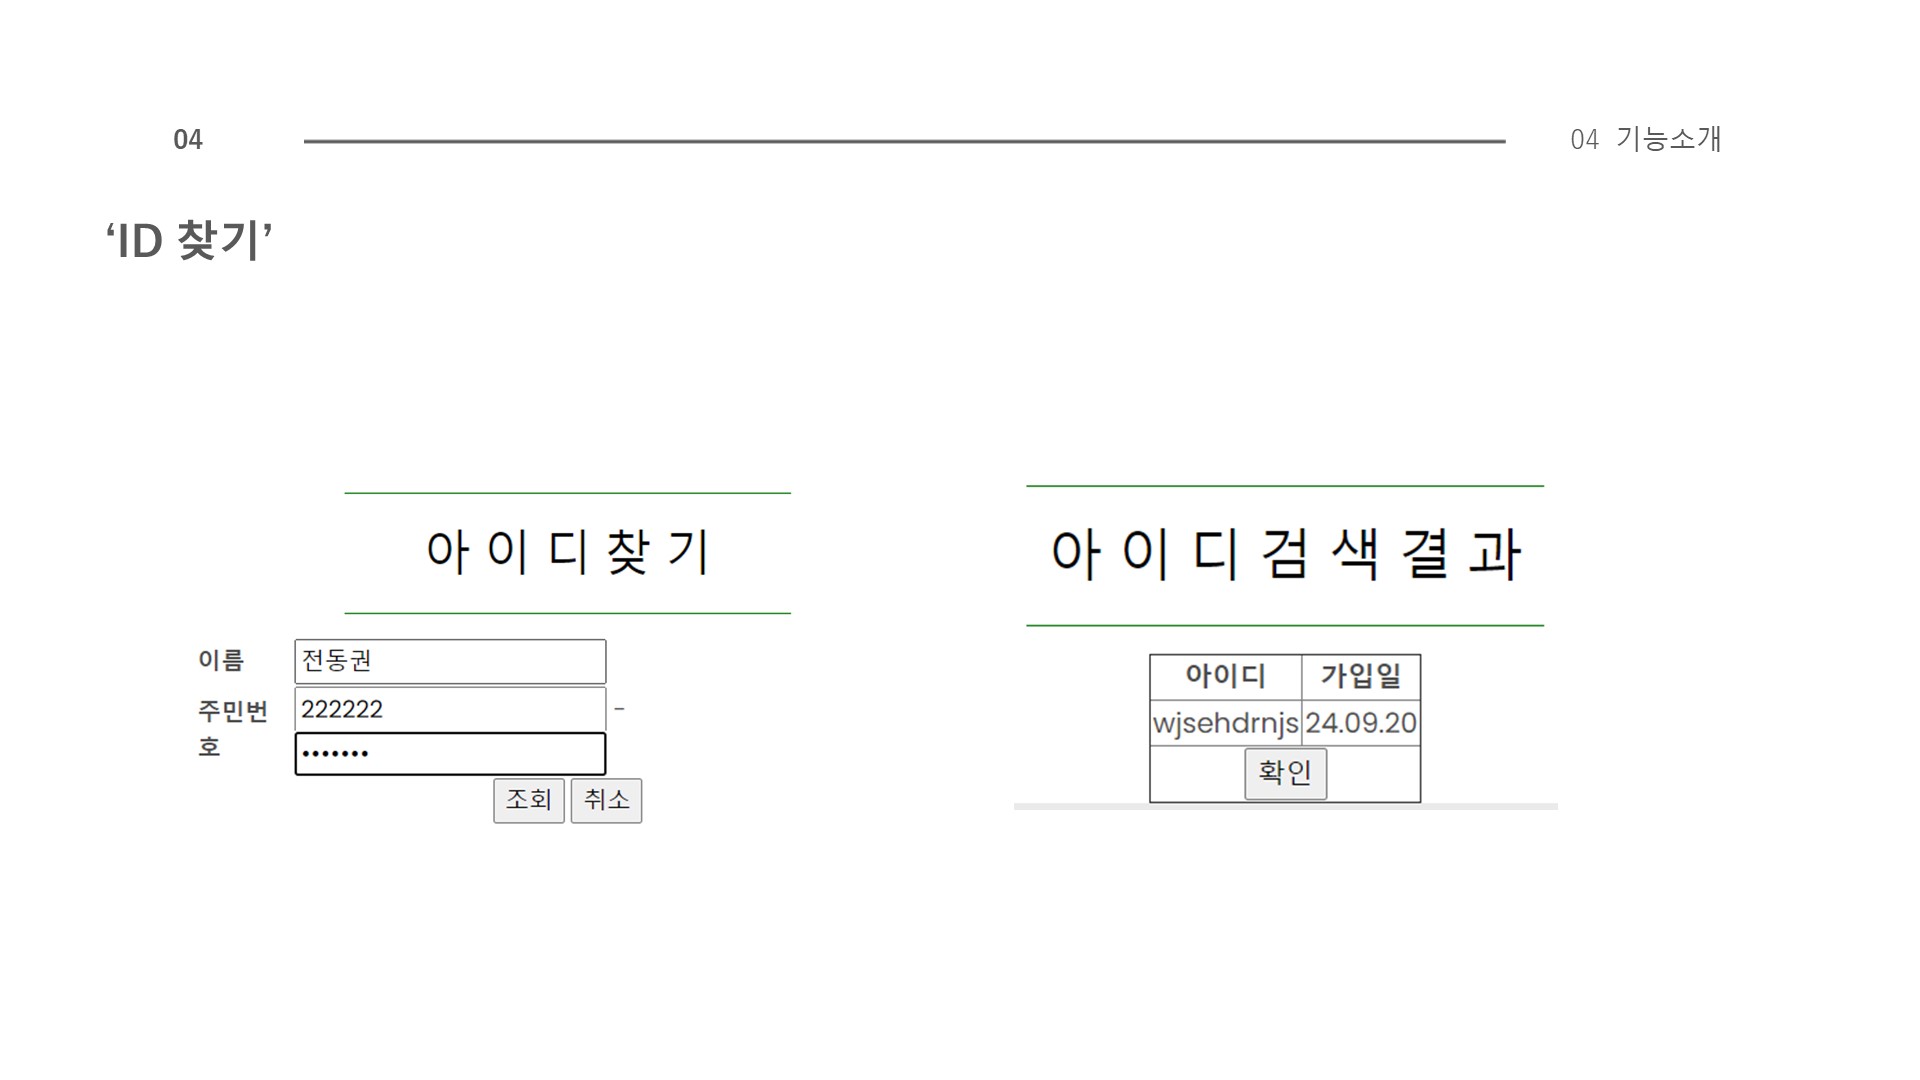 04
04 기능소개
‘ID 찾기’
아이디찾기
이름
전동권
주민번
호
222222 -
•••••••
조회 취소
아이디검색결과
아이디 가입일
wjsehdrnjs 24.09.20
확인